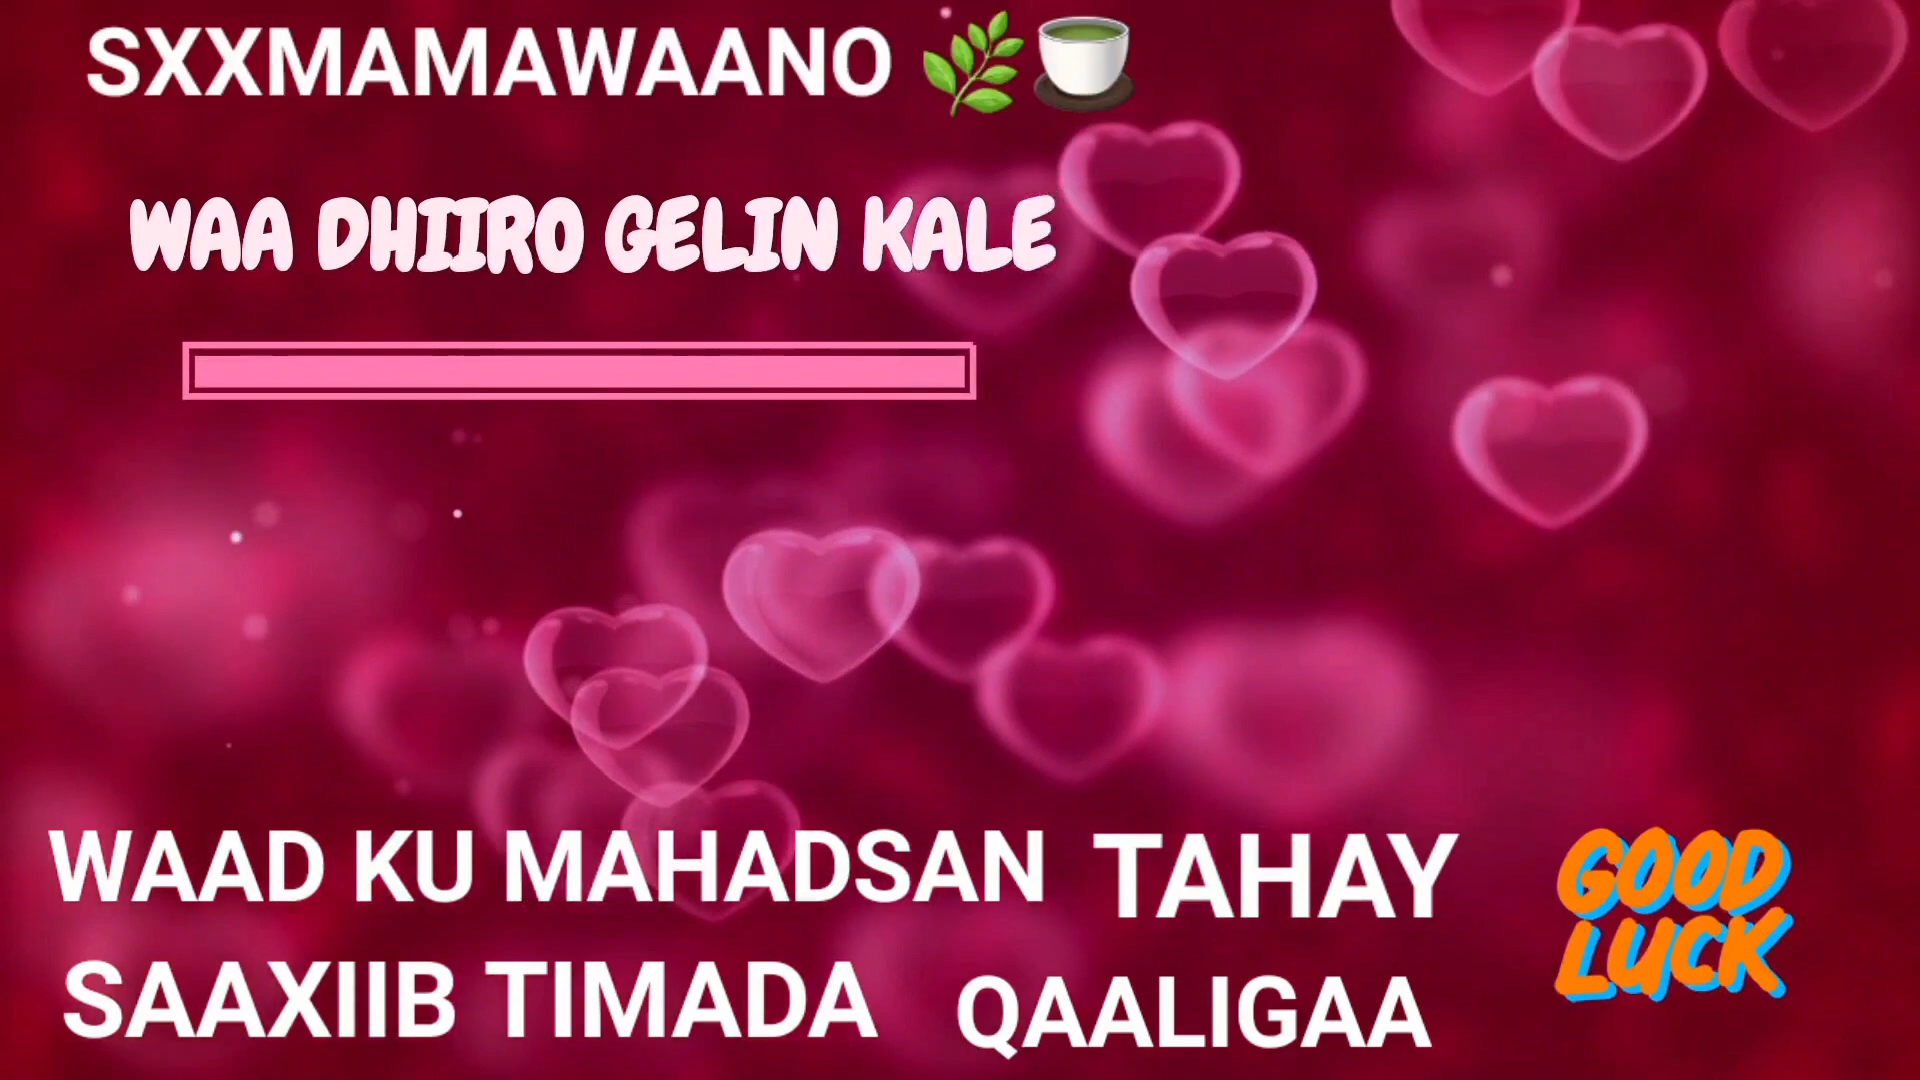 SXXMAMAWAANO 🌿🍵
WAA DHIIRO GELIN KALE
WAAD KU MAHADSAN TAHAY
SAAXIIB TIMADA QAALIGAA
GOOD
LUCK